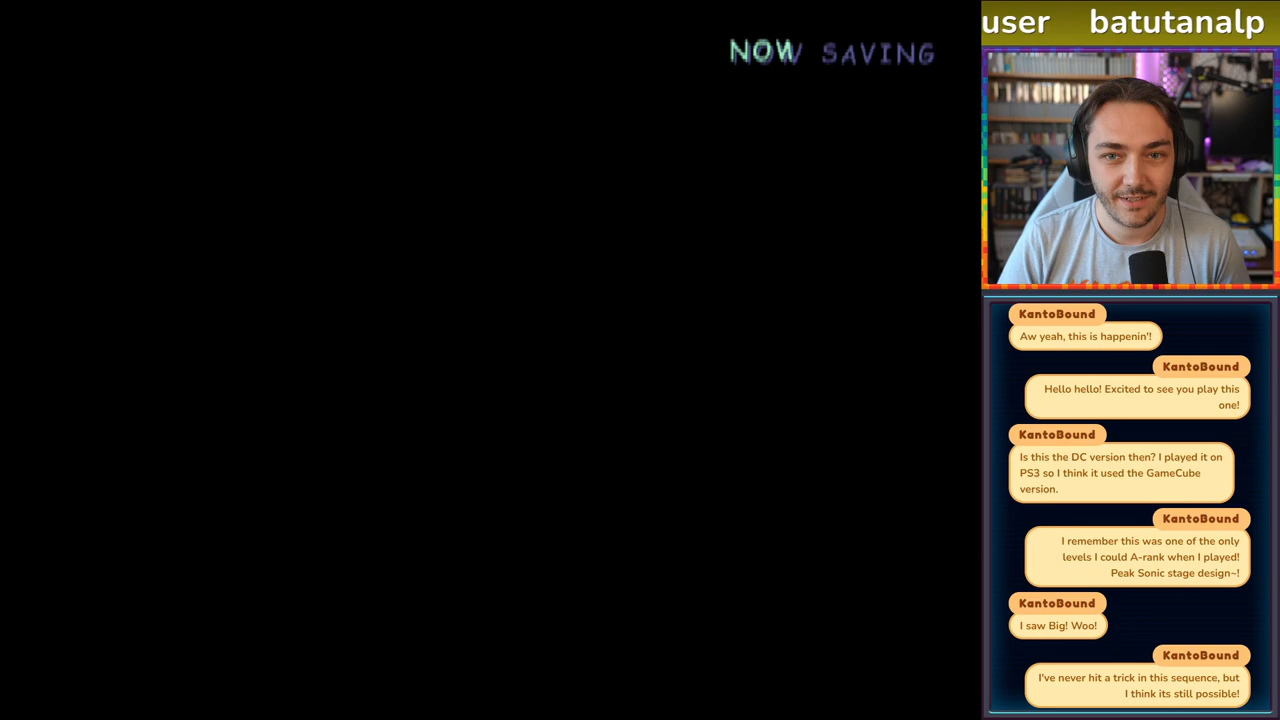 NOW SAVING
user batutanalp
KantoBound
Aw yeah, this is happenin'!
KantoBound
Hello hello! Excited to see you play this
one!
KantoBound
Is this the DC version then? I played it on
PS3 so I think it used the GameCube
version.
KantoBound
I remember this was one of the only
levels I could A-rank when I played!
Peak Sonic stage design~!
KantoBound
I saw Big! Woo!
KantoBound
I've never hit a trick in this sequence, but
I think its still possible!